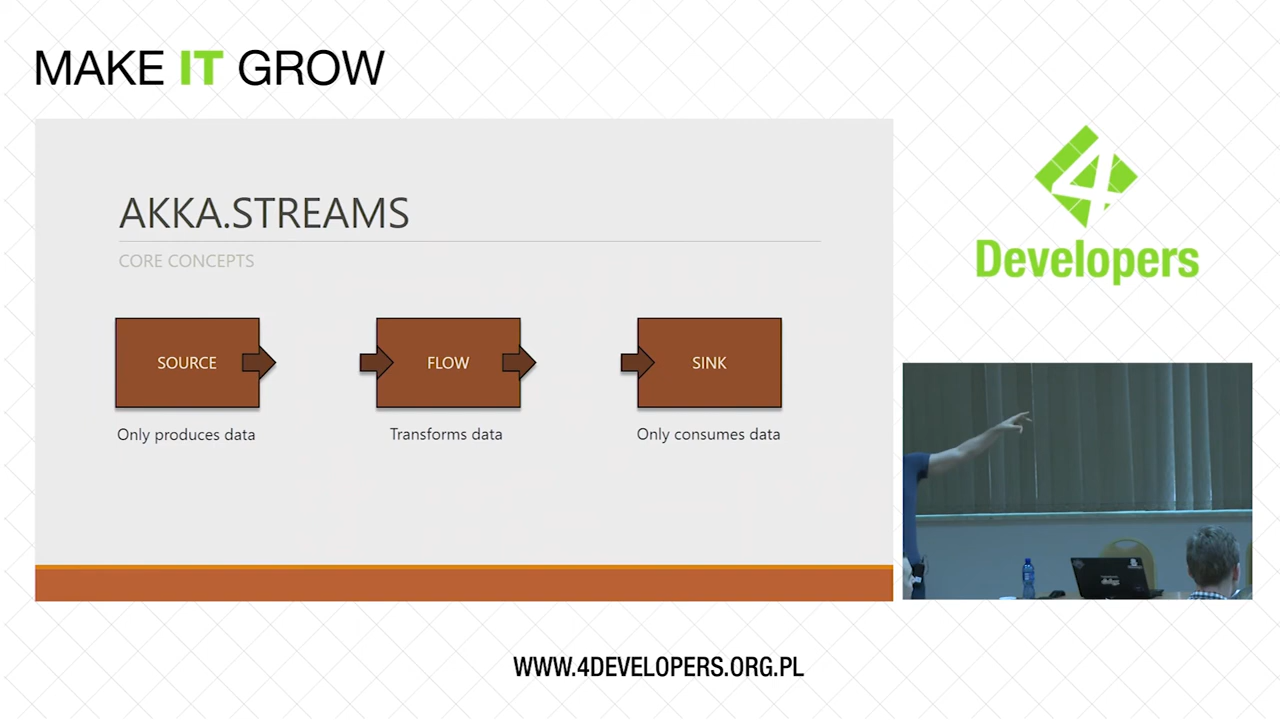 MAKE IT GROW
AKKA.STREAMS
CORE CONCEPTS
SOURCE
FLOW
SINK
Only produces data
Transforms data
Only consumes data
4
Developers
WWW.4DEVELOPERS.ORG.PL